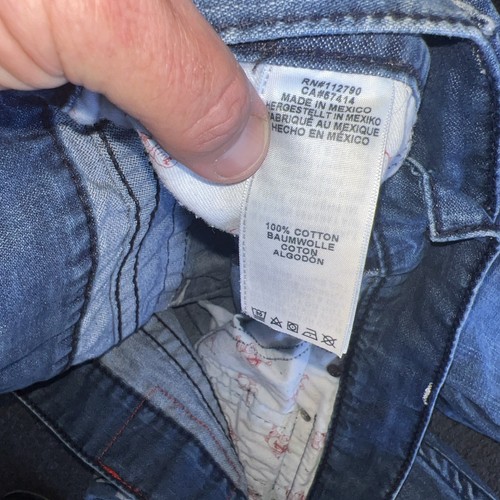 RN#112790
CA#57414
MADE IN MEXICO
HERGESTELLT IN MEXIKO
FABRIQUÉ AU MEXIQUE
HECHO EN MÉXICO
100% COTTON
BAUMWOLLE
COTON
ALGODÓN